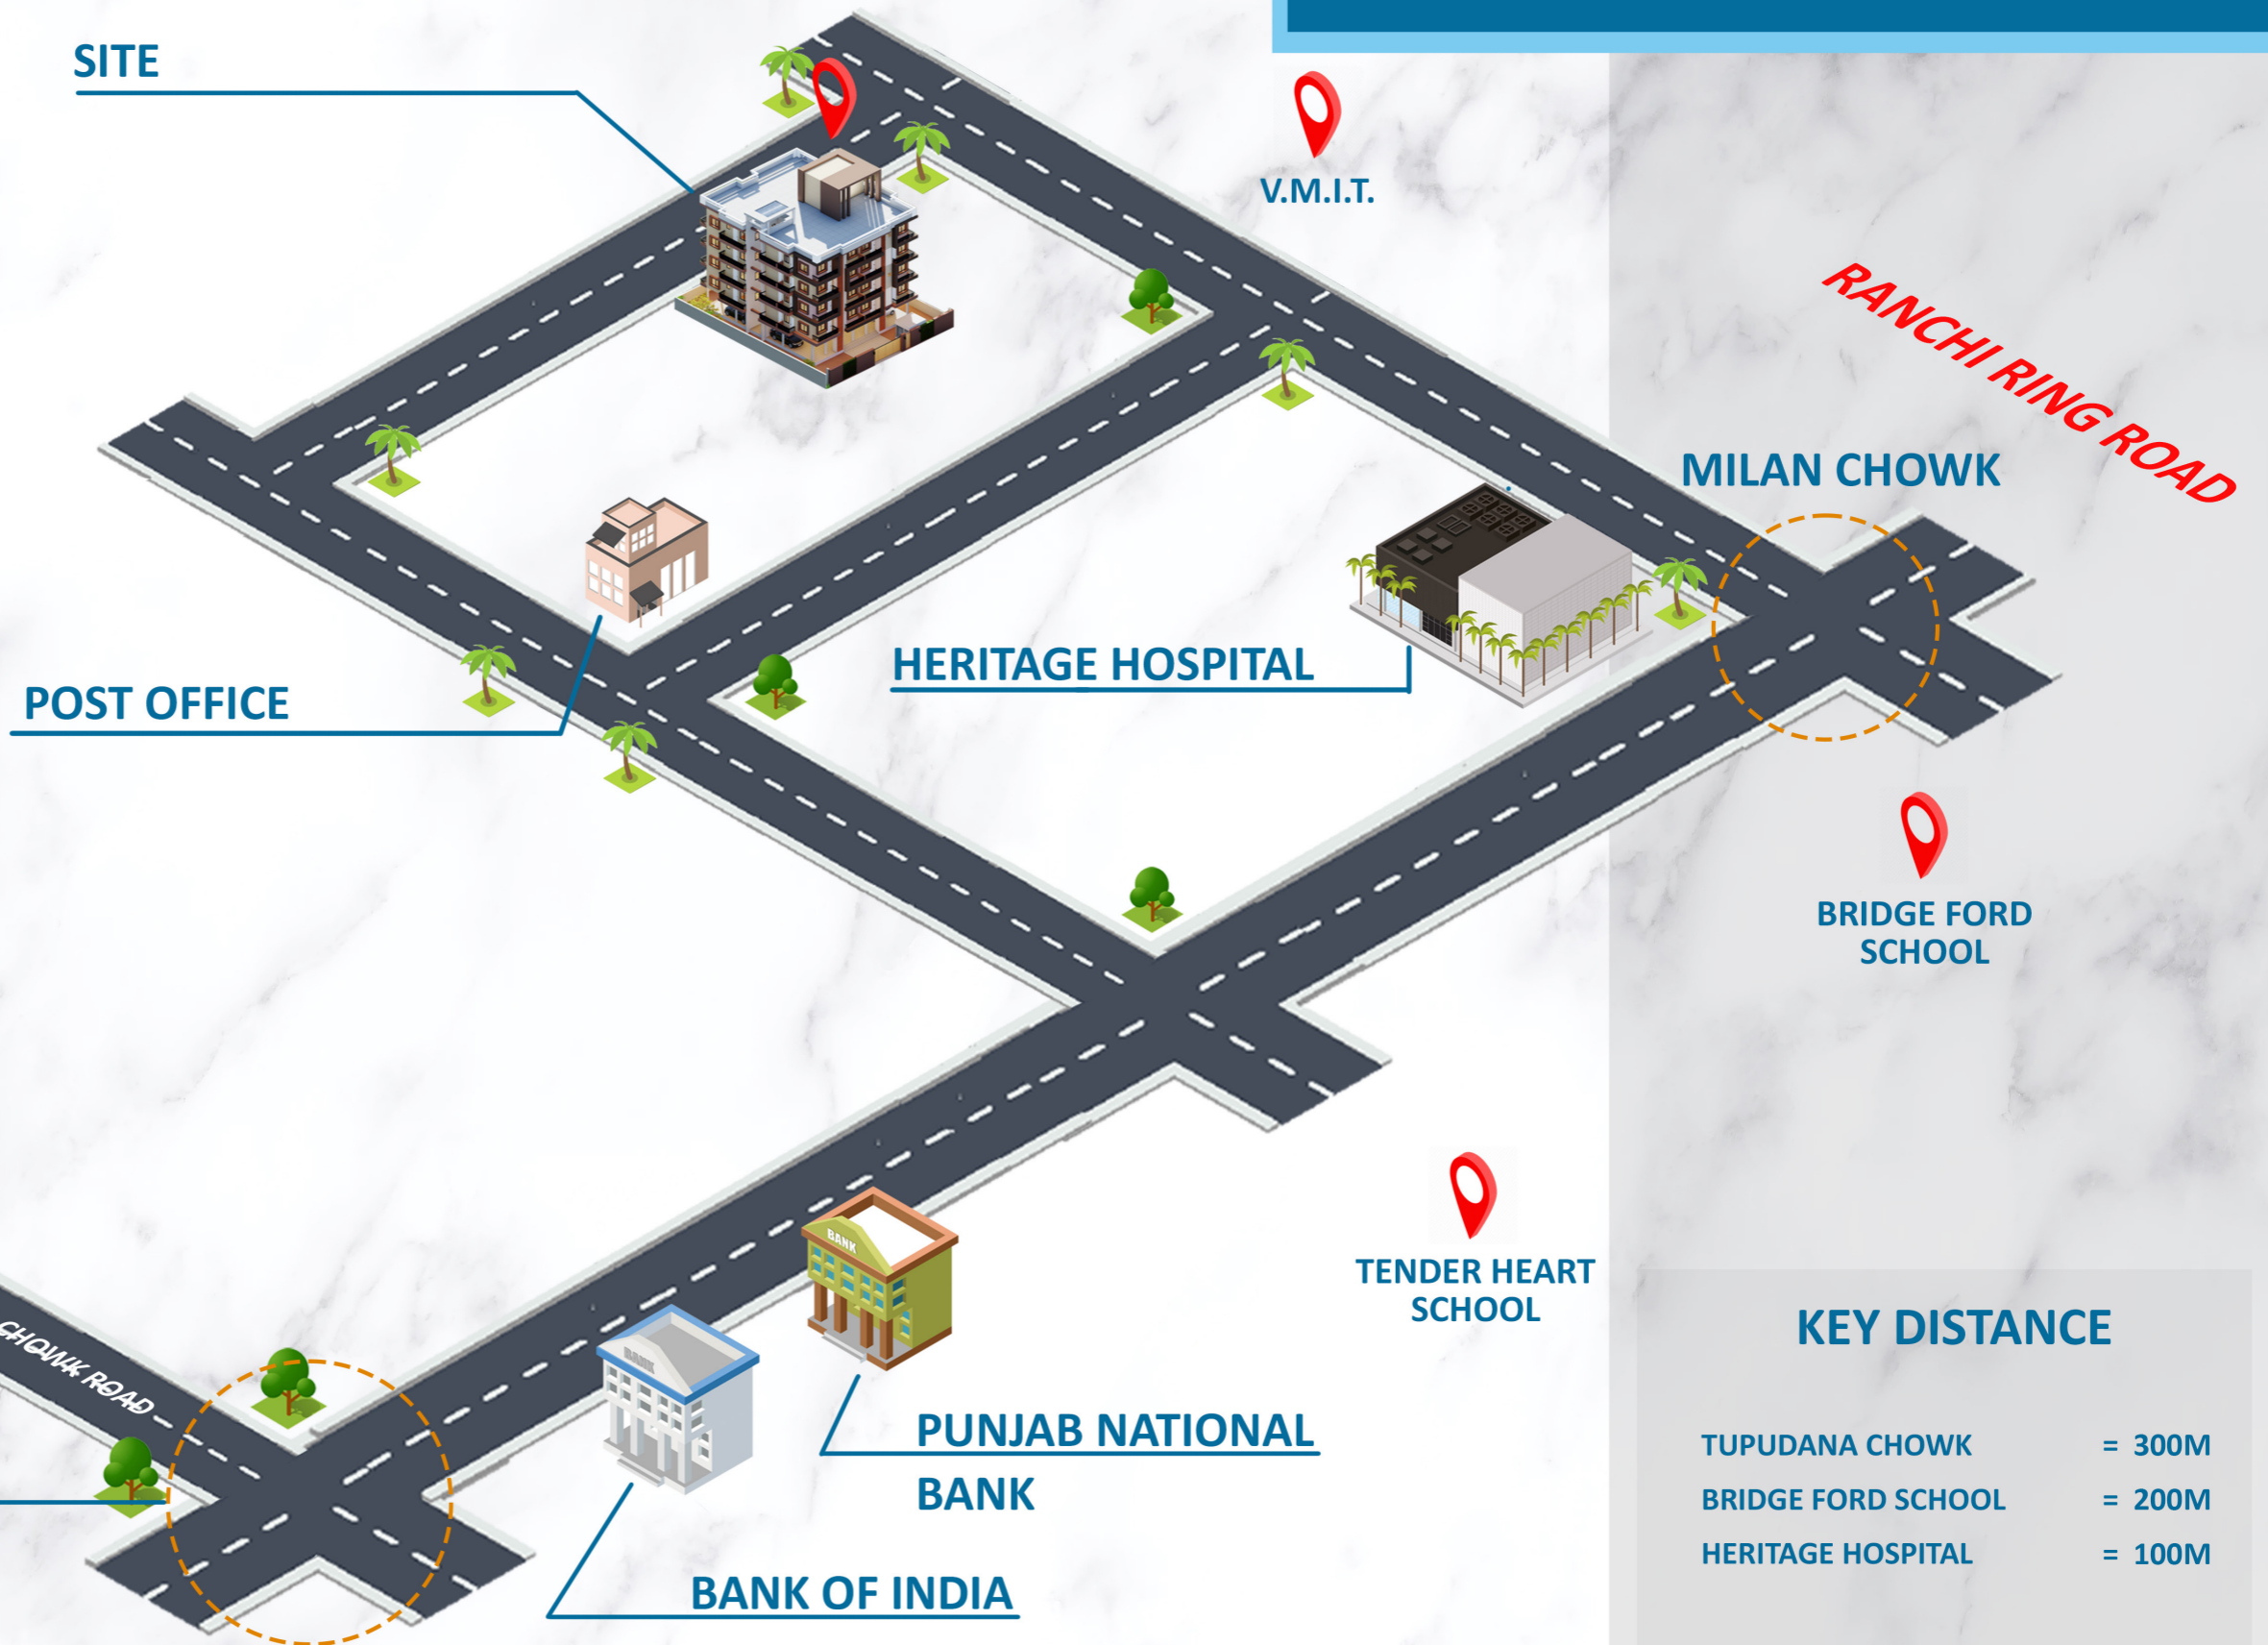 SITE
V.M.I.T.
RANCHI RING ROAD
MILAN CHOWK
HERITAGE HOSPITAL
POST OFFICE
BRIDGE FORD
SCHOOL
TENDER HEART
SCHOOL
BANK
BANK
CHOWK ROAD
PUNJAB NATIONAL
BANK
BANK OF INDIA
KEY DISTANCE
TUPUDANA CHOWK = 300M
BRIDGE FORD SCHOOL = 200M
HERITAGE HOSPITAL = 100M